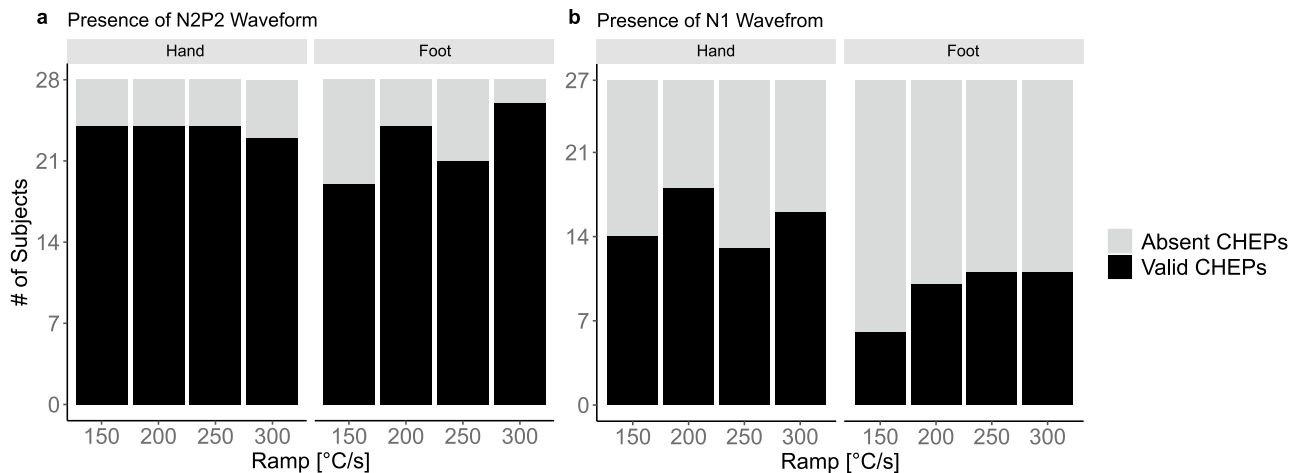 a Presence of N2P2 Waveform
Hand Foot
# of Subjects
28
21
14
7
0
150 200 250 300 150 200 250 300
Ramp [°C/s]
b Presence of N1 Wavefrom
Hand Foot
27
21
14
7
0
150 200 250 300 150 200 250 300
Ramp [°C/s]
Absent CHEPs
Valid CHEPs